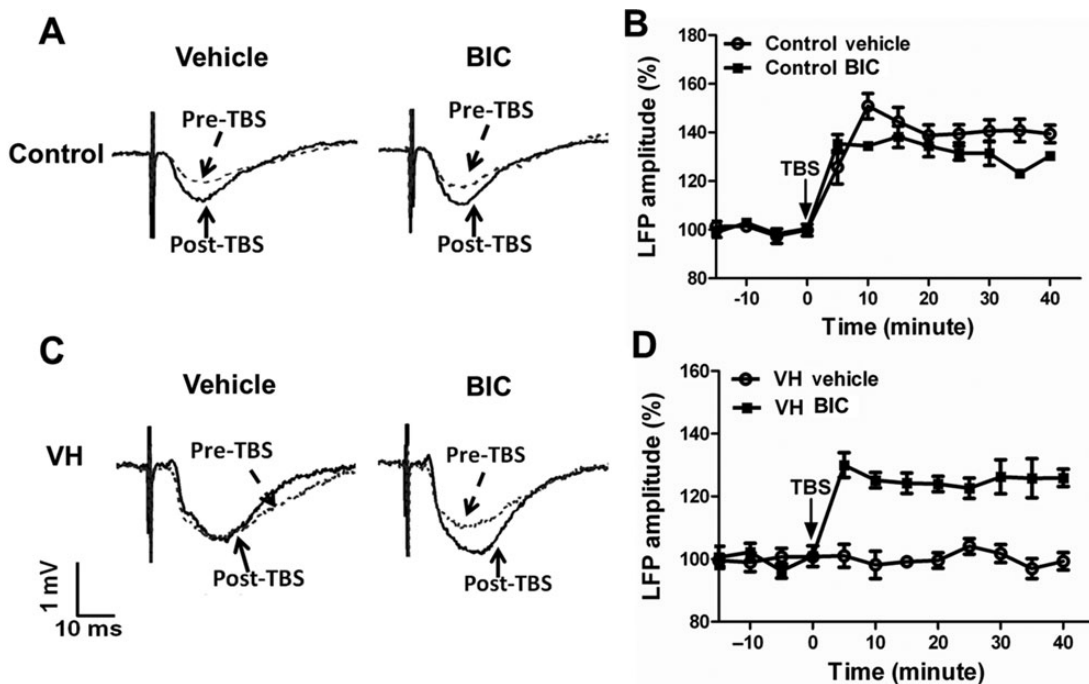 A
Vehicle
BIC
Control
Pre-TBS
Pre-TBS
Post-TBS
Post-TBS
B
Control vehicle
Control BIC
LFP amplitude (%)
180
160
140
120
100
80
TBS
-10 0 10 20 30 40
Time (minute)
C
Vehicle
BIC
VH
Pre-TBS
Pre-TBS
Post-TBS
Post-TBS
1 mV
10 ms
D
VH vehicle
VH BIC
LFP amplitude (%)
160
140
120
100
80
TBS
–10 0 10 20 30 40
Time (minute)